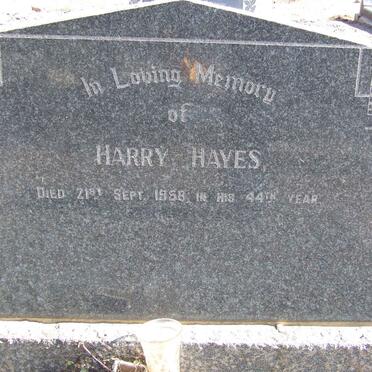 In Loving Memory
of
HARRY HAYES,
DIED 21ST SEPT. 1958, IN HIS 44TH YEAR